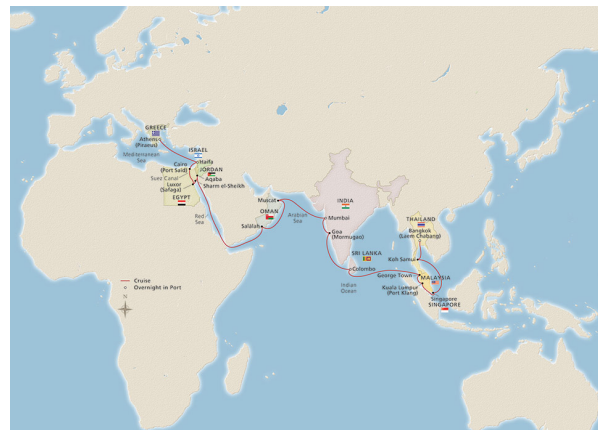 GREECE
Athens
(Piraeus)
Mediterranean
Sea
ISRAEL
Haifa
Cairo
(Port Said)
JORDAN
Suez Canal
Aqaba
Luxor
(Safaga)
Sharm el-Sheikh
EGYPT
Red
Sea
Muscat
OMAN
Salalah
Arabian
Sea
INDIA
Mumbai
Goa
(Mormugao)
SRI LANKA
Colombo
Indian
Ocean
THAILAND
Bangkok
(Laem Chabang)
Koh Samui
George Town
MALAYSIA
Kuala Lumpur
(Port Klang)
Singapore
SINGAPORE
Cruise
Overnight in Port
N